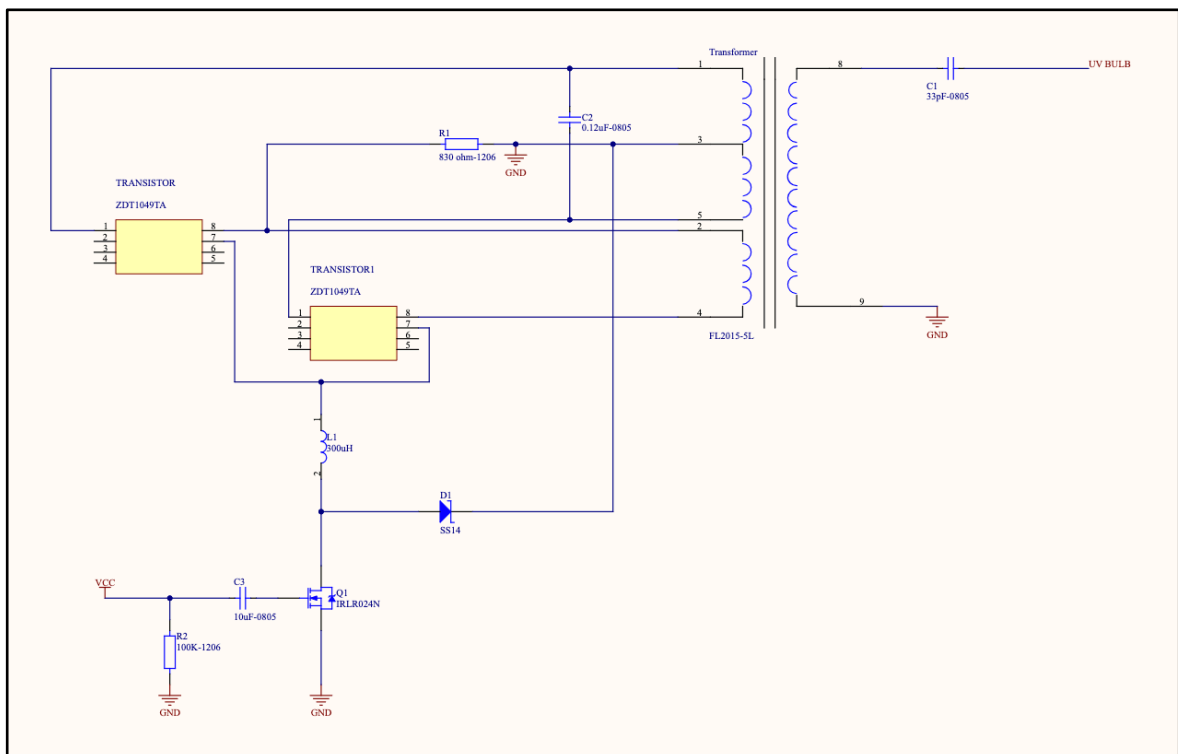 Transformer
1
8
UV BULB
C1
33pF-0805
C2
0.12uF-0805
R1
830 ohm-1206
3
GND
TRANSISTOR
ZDT1049TA
1
2
3
4
8
7
6
5
5
2
TRANSISTOR1
ZDT1049TA
1
2
3
4
8
7
6
5
4
9
GND
FL2015-5L
1
L1
300uH
2
D1
SS14
VCC
C3
10uF-0805
Q1
IRLR024N
R2
100K-1206
GND
GND